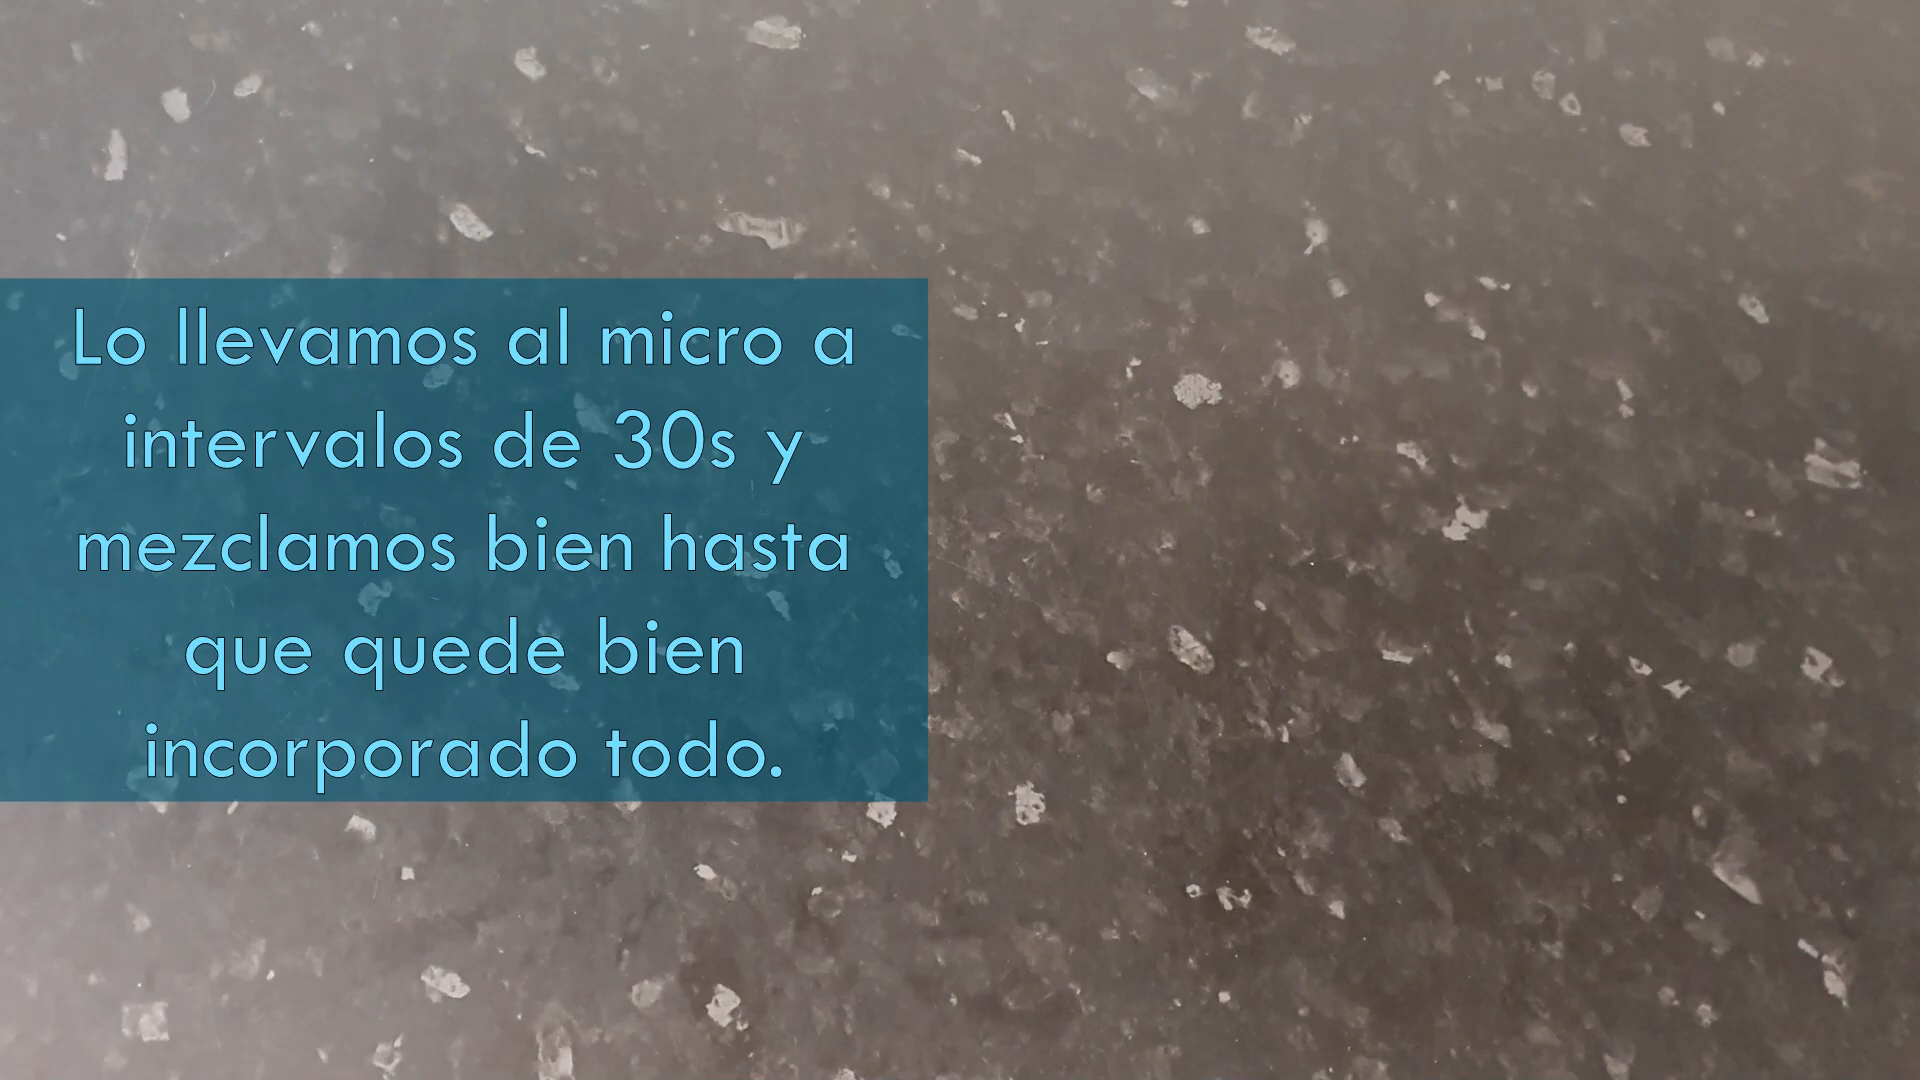 Lo llevamos al micro a
intervalos de 30s y
mezclamos bien hasta
que quede bien
incorporado todo.